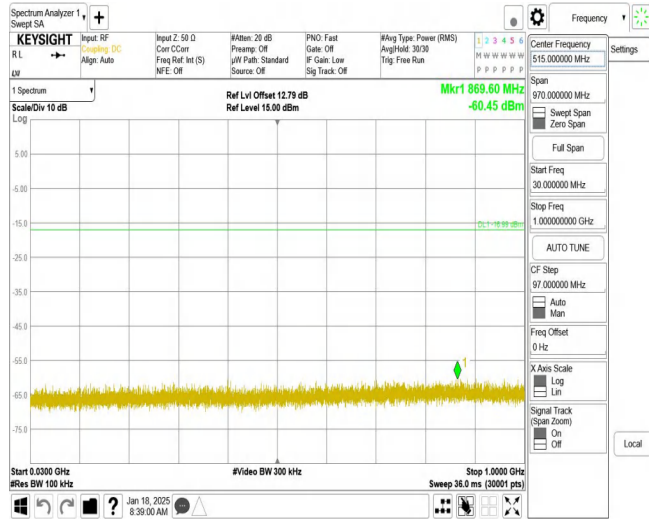 Spectrum Analyzer 1
Swept SA
+
Frequency
KEYSIGHT
RL
Input: RF
Coupling: DC
Align: Auto
Input Z: 50 Ω
Corr CCorr
Freq Ref: Int (S)
NFE: Off
#Atten: 20 dB
Preamp: Off
µW Path: Standard
Source: Off
PNO: Fast
Gate: Off
IF Gain: Low
Sig Track: Off
#Avg Type: Power (RMS)
Avg|Hold: 30/30
Trig: Free Run
1 2 3 4 5 6
M W W W W W
P P P P P P
1 Spectrum
Scale/Div 10 dB
Log
Ref Lvl Offset 12.79 dB
Ref Level 15.00 dBm
Mkr1 869.60 MHz
-60.45 dBm
5.00
-5.00
-15.0
-25.0
-35.0
-45.0
-55.0
-65.0
-75.0
1
Start 0.0300 GHz
#Res BW 100 kHz
#Video BW 300 kHz
Stop 1.0000 GHz
Sweep 36.0 ms (30001 pts)
Center Frequency
515.000000 MHz
Span
970.000000 MHz
Swept Span
Zero Span
Full Span
Start Freq
30.000000 MHz
Stop Freq
1.000000000 GHz
AUTO TUNE
CF Step
97.000000 MHz
Auto
Man
Freq Offset
0 Hz
X Axis Scale
Log
Lin
Signal Track
(Span Zoom)
On
Off
Settings
Local
?
Jan 18, 2025
8:39:00 AM